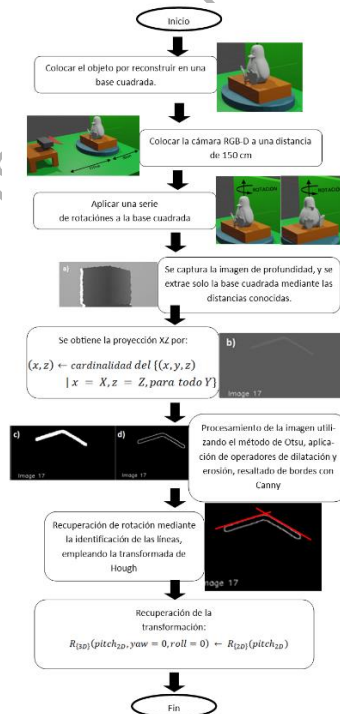 Inicio
Colocar el objeto por reconstruir en una
base cuadrada.
Colocar la cámara RGB-D a una distancia
de 150 cm
Aplicar una serie
de rotaciónes a la base cuadrada
ROTACIÓN
ROTACIÓN
a)
Se captura la imagen de profundidad, y se
extrae solo la base cuadrada mediante las
distancias conocidas.
Se obtiene la proyección XZ por:
(x, z) ← cardinalidad del {(x, y, z)
| x = X, z = Z, para todo Y}
b)
Image 17
c)
Image 17
d)
Image 17
Procesamiento de la imagen utili-
zando el método de Otsu, aplica-
ción de operadores de dilatación y
erosión, resaltado de bordes con
Canny
Recuperación de rotación mediante
la identificación de las líneas,
empleando la transformada de
Hough
nage 17
Recuperación de la
transformación:
R{3D}(pitch2D, yaw = 0, roll = 0) ← R{2D}(pitch2D)
Fin